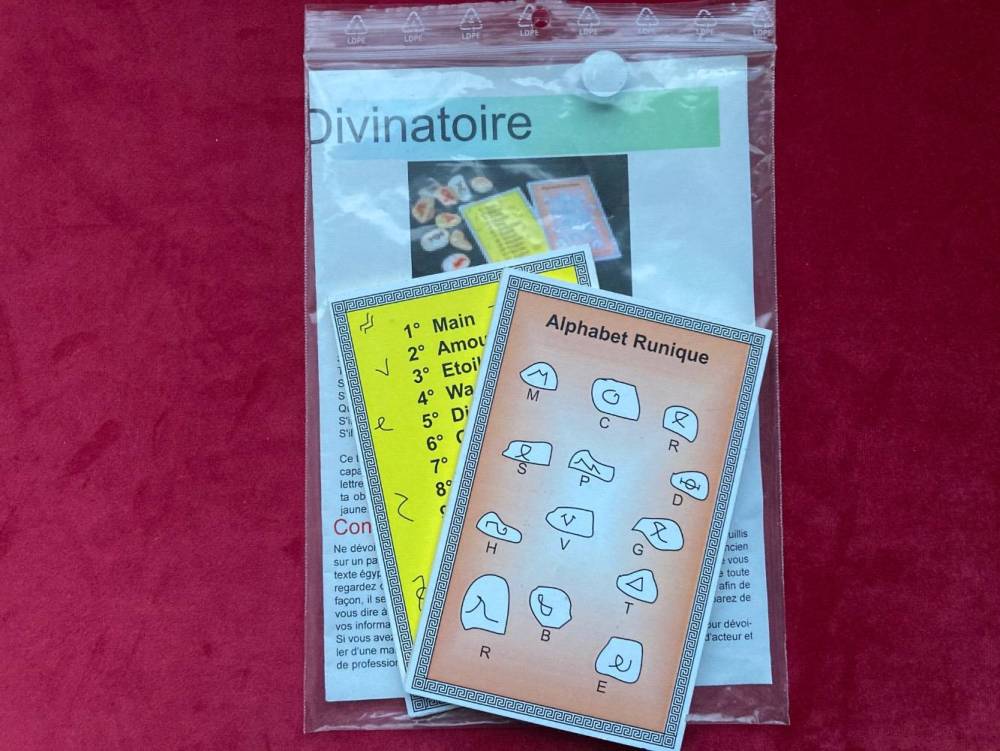 LDPE LDPE LDPE LDPE LDPE LDPE LDPE
Divinatoire
1° Main
2° Amou
3° Etoil
4° Wa
5° Di
6°
7°
8°
Alphabet Runique
M C R
S P D
H V G
T
R B
E
Ce
capa
lettre
ta ob
jaune
Con
Ne dévoi
sur un pa
texte égyp
regardez
façon, il se
vous dire à
vos informa
Si vous avez
ler d'une ma
de profession
uillis
ncien
vous
toute
afin de
parez de
our dévoi-
d'acteur et